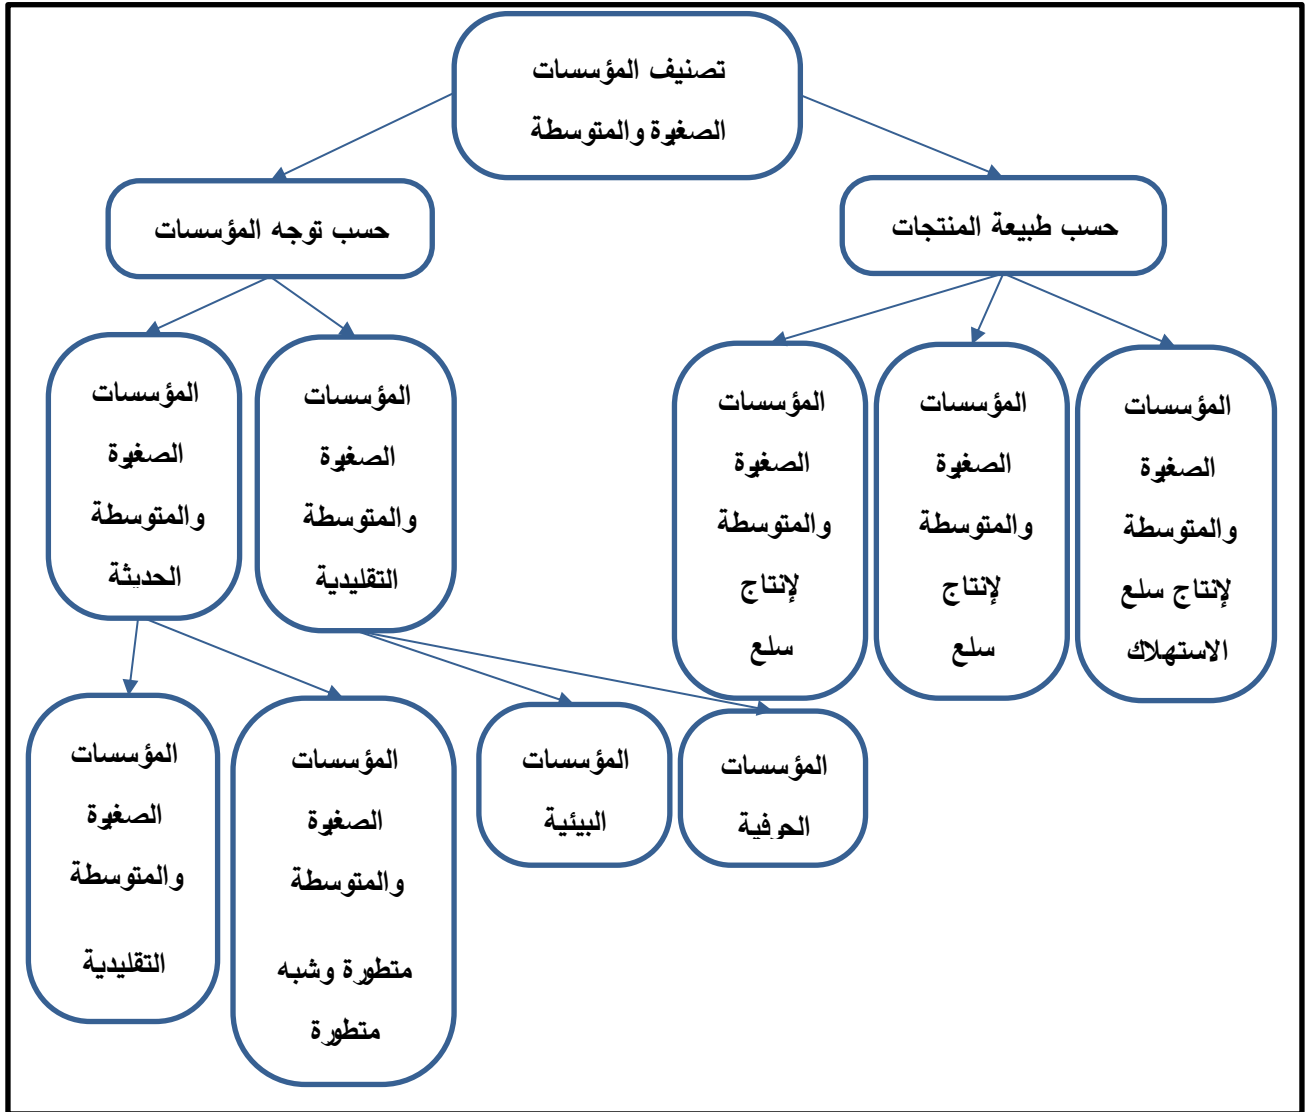 تصنيف المؤسسات
الصغيرة والمتوسطة
حسب طبيعة المنتجات
حسب توجه المؤسسات
المؤسسات
الصغيرة
والمتوسطة
لإنتاج سلع
الاستهلاك
المؤسسات
الصغيرة
والمتوسطة
لإنتاج
سلع
المؤسسات
الصغيرة
والمتوسطة
لإنتاج
سلع
المؤسسات
الصغيرة
والمتوسطة
التقليدية
المؤسسات
الصغيرة
والمتوسطة
الحديثة
المؤسسات
الحرفية
المؤسسات
البيئية
المؤسسات
الصغيرة
والمتوسطة
متطورة وشبه
متطورة
المؤسسات
الصغيرة
والمتوسطة
التقليدية